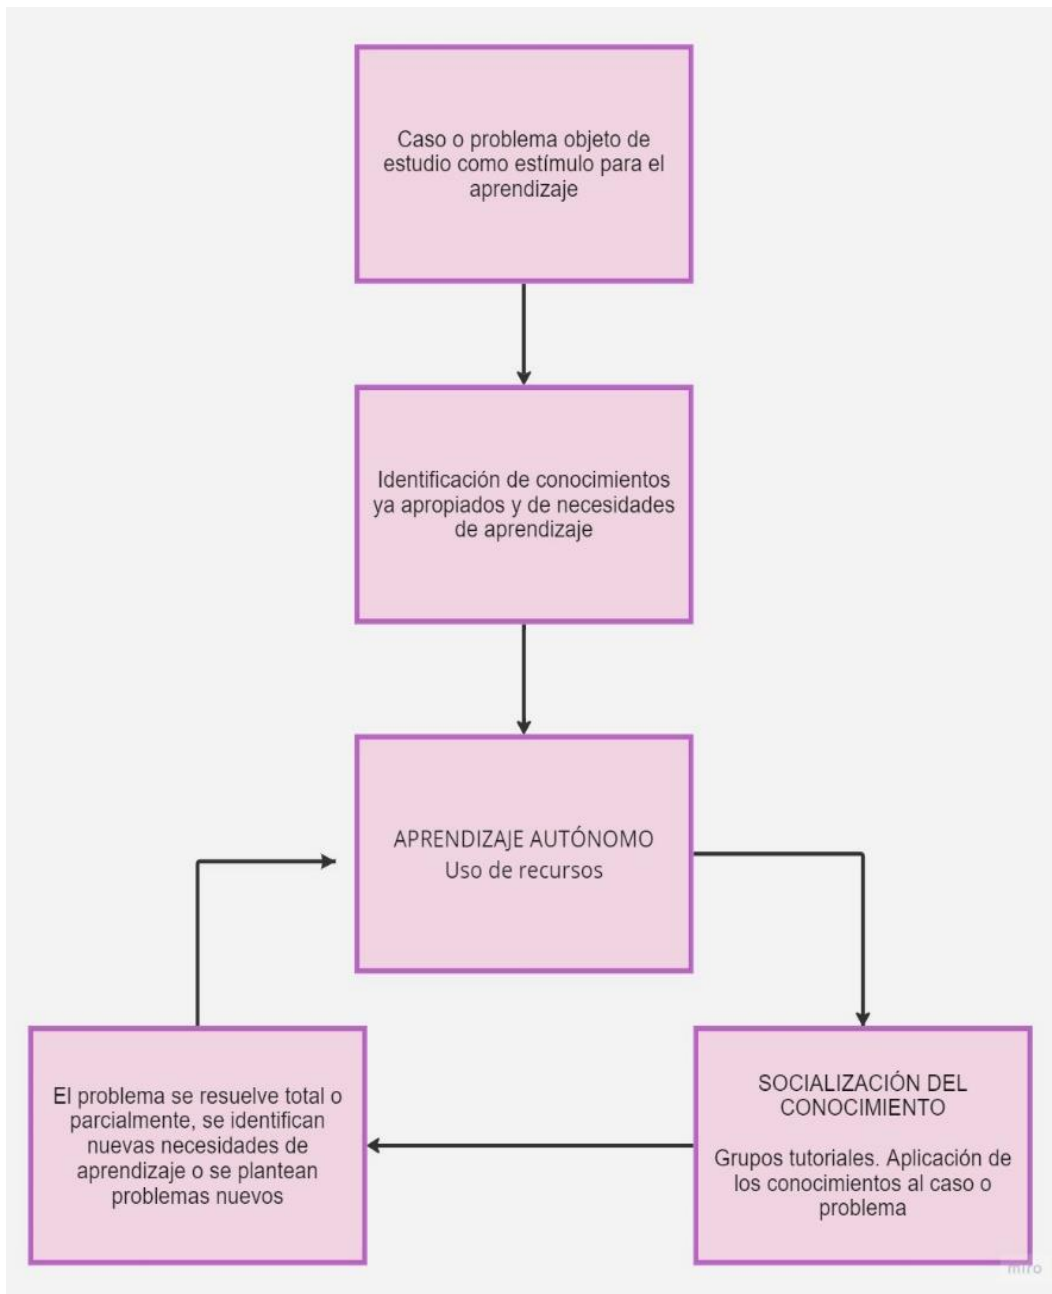 Caso o problema objeto de
estudio como estímulo para el
aprendizaje
Identificación de conocimientos
ya apropiados y de necesidades
de aprendizaje
APRENDIZAJE AUTÓNOMO
Uso de recursos
El problema se resuelve total o
parcialmente, se identifican
nuevas necesidades de
aprendizaje o se plantean
problemas nuevos
SOCIALIZACIÓN DEL
CONOCIMIENTO
Grupos tutoriales. Aplicación de
los conocimientos al caso o
problema
miro